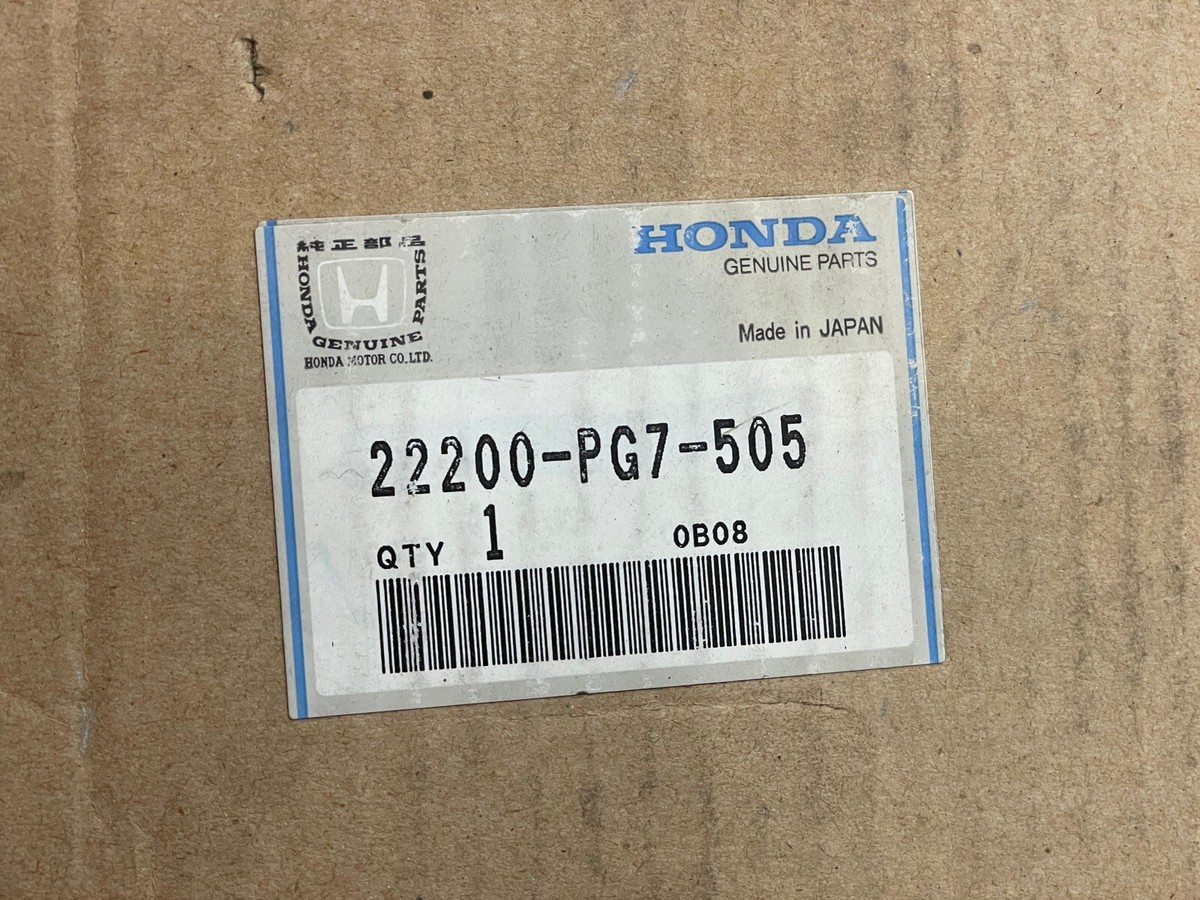 純正部品
HONDA GENUINE PARTS
HONDA MOTOR CO.,LTD.
HONDA
GENUINE PARTS
Made in JAPAN
22200-PG7-505
QTY 1 0B08